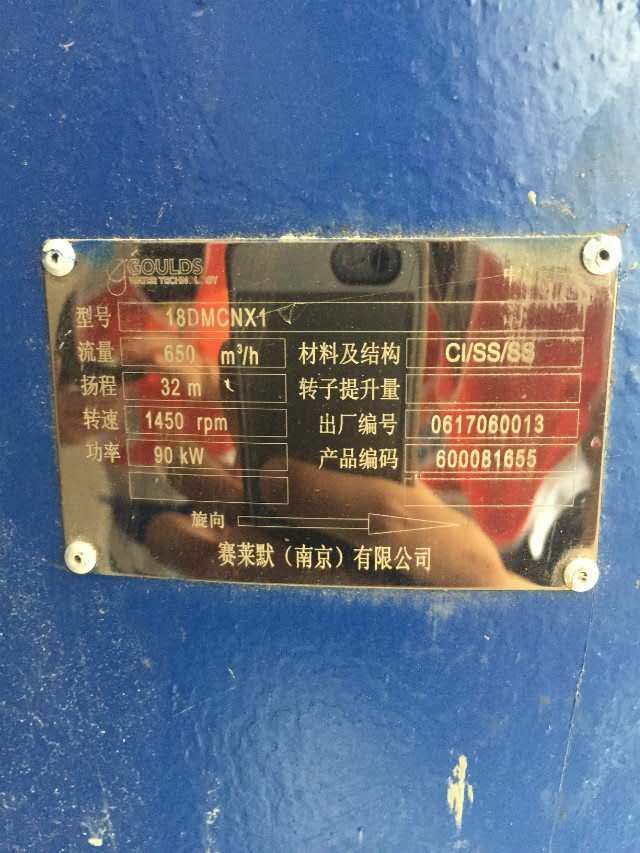 GOULDS
WATER TECHNOLOGY
型号 18DMCNX1
流量 650 m³/h 材料及结构 CI/SS/SS
扬程 32 m 转子提升量
转速 1450 rpm 出厂编号 0617060013
功率 90 kW 产品编码 600081655
旋向
赛莱默（南京）有限公司